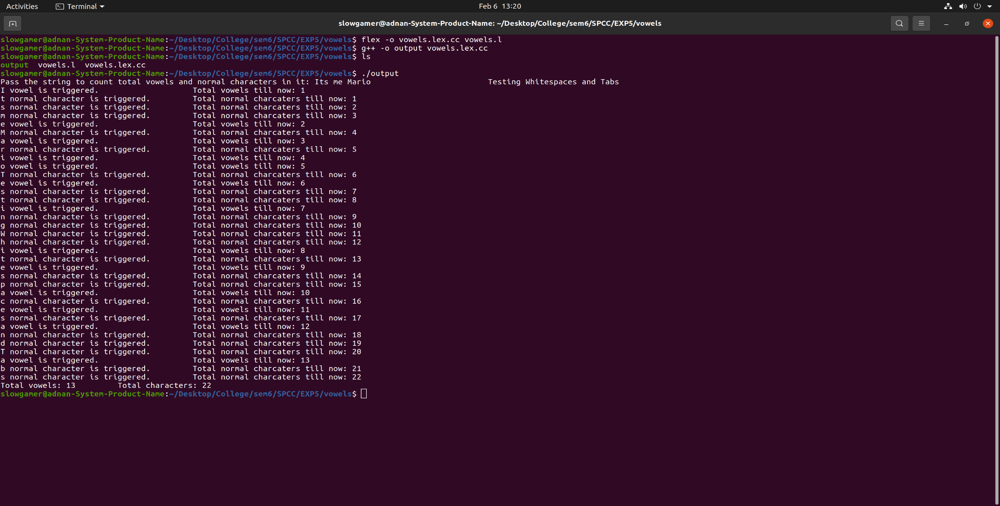 Activities Terminal Feb 6 13:20
slowgamer@adnan-System-Product-Name: ~/Desktop/College/sem6/SPCC/EXP5/vowels
slowgamer@adnan-System-Product-Name:~/Desktop/College/sem6/SPCC/EXP5/vowels$ flex -o vowels.lex.cc vowels.l
slowgamer@adnan-System-Product-Name:~/Desktop/College/sem6/SPCC/EXP5/vowels$ g++ -o output vowels.lex.cc
slowgamer@adnan-System-Product-Name:~/Desktop/College/sem6/SPCC/EXP5/vowels$ ls
output  vowels.l  vowels.lex.cc
slowgamer@adnan-System-Product-Name:~/Desktop/College/sem6/SPCC/EXP5/vowels$ ./output
Pass the string to count total vowels and normal characters in it: Its me Mario Testing Whitespaces and Tabs
I vowel is triggered. Total vowels till now: 1
t normal character is triggered. Total normal charcaters till now: 1
s normal character is triggered. Total normal charcaters till now: 2
m normal character is triggered. Total normal charcaters till now: 3
e vowel is triggered. Total vowels till now: 2
M normal character is triggered. Total normal charcaters till now: 4
a vowel is triggered. Total vowels till now: 3
r normal character is triggered. Total normal charcaters till now: 5
i vowel is triggered. Total vowels till now: 4
o vowel is triggered. Total vowels till now: 5
T normal character is triggered. Total normal charcaters till now: 6
e vowel is triggered. Total vowels till now: 6
s normal character is triggered. Total normal charcaters till now: 7
t normal character is triggered. Total normal charcaters till now: 8
i vowel is triggered. Total vowels till now: 7
n normal character is triggered. Total normal charcaters till now: 9
g normal character is triggered. Total normal charcaters till now: 10
W normal character is triggered. Total normal charcaters till now: 11
h normal character is triggered. Total normal charcaters till now: 12
i vowel is triggered. Total vowels till now: 8
t normal character is triggered. Total normal charcaters till now: 13
e vowel is triggered. Total vowels till now: 9
s normal character is triggered. Total normal charcaters till now: 14
p normal character is triggered. Total normal charcaters till now: 15
a vowel is triggered. Total vowels till now: 10
c normal character is triggered. Total normal charcaters till now: 16
e vowel is triggered. Total vowels till now: 11
s normal character is triggered. Total normal charcaters till now: 17
a vowel is triggered. Total vowels till now: 12
n normal character is triggered. Total normal charcaters till now: 18
d normal character is triggered. Total normal charcaters till now: 19
T normal character is triggered. Total normal charcaters till now: 20
a vowel is triggered. Total vowels till now: 13
b normal character is triggered. Total normal charcaters till now: 21
s normal character is triggered. Total normal charcaters till now: 22
Total vowels: 13 Total characters: 22
slowgamer@adnan-System-Product-Name:~/Desktop/College/sem6/SPCC/EXP5/vowels$